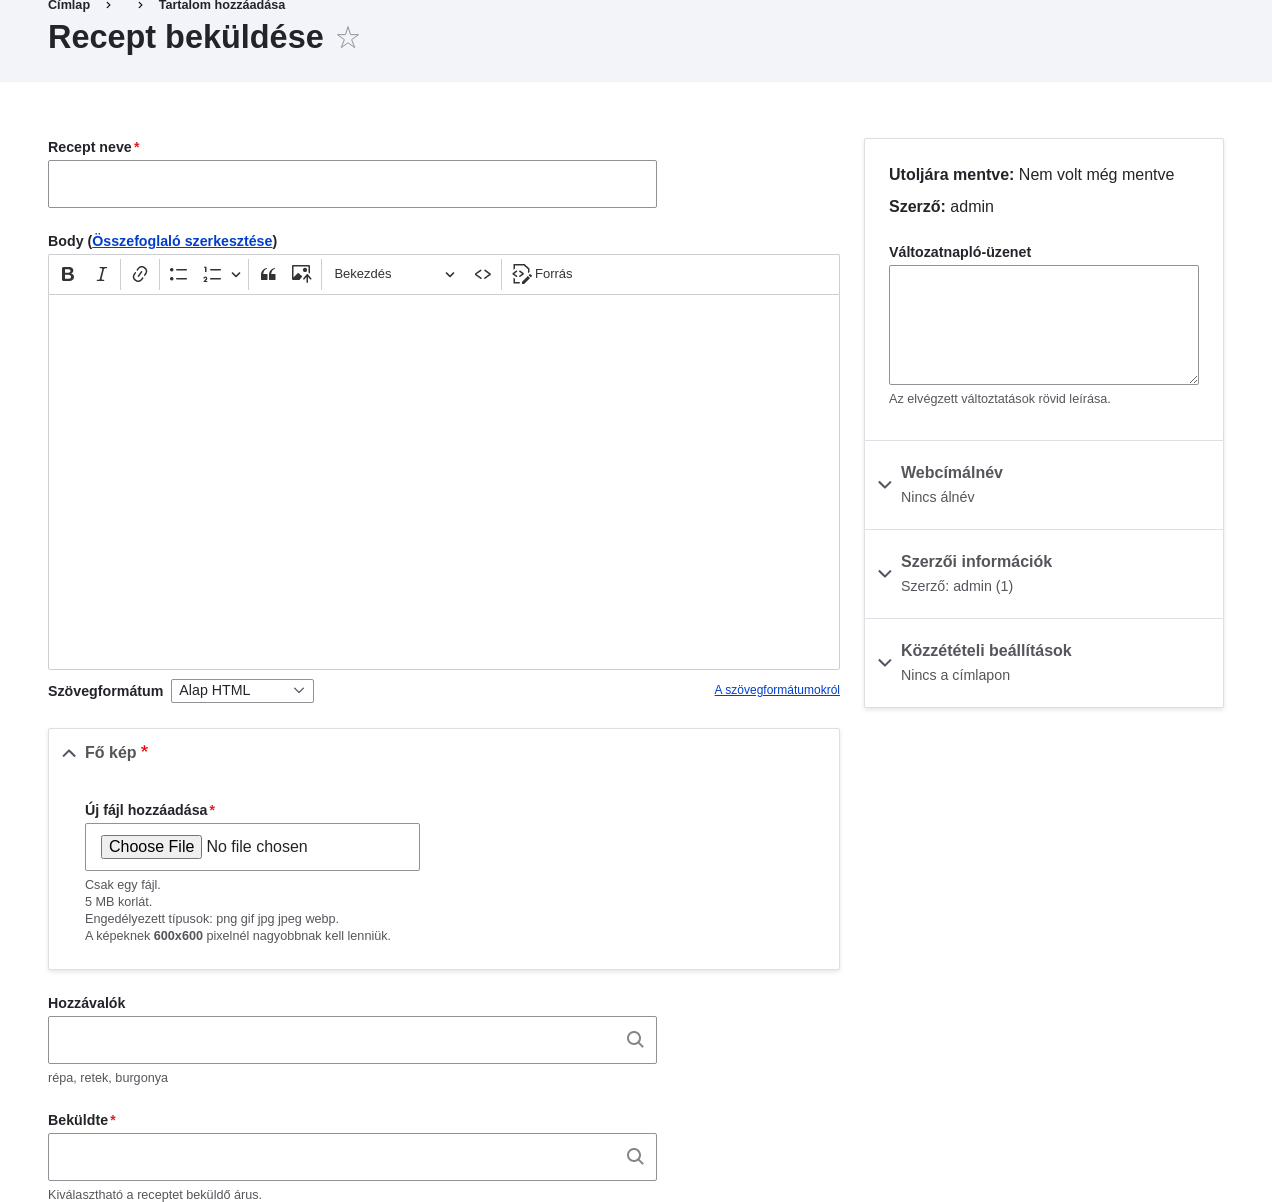 Címlap
Tartalom hozzáadása
Recept beküldése
Recept neve*
Body (Összefoglaló szerkesztése)
Bekezdés
Forrás
Szövegformátum Alap HTML
A szövegformátumokról
Fő kép *
Új fájl hozzáadása*
Choose File No file chosen
Csak egy fájl.
5 MB korlát.
Engedélyezett típusok: png gif jpg jpeg webp.
A képeknek 600x600 pixelnél nagyobbnak kell lenniük.
Hozzávalók
répa, retek, burgonya
Beküldte*
Kiválasztható a receptet beküldő árus.
Utoljára mentve: Nem volt még mentve
Szerző: admin
Változatnapló-üzenet
Az elvégzett változtatások rövid leírása.
Webcímálnév
Nincs álnév
Szerzői információk
Szerző: admin (1)
Közzétételi beállítások
Nincs a címlapon